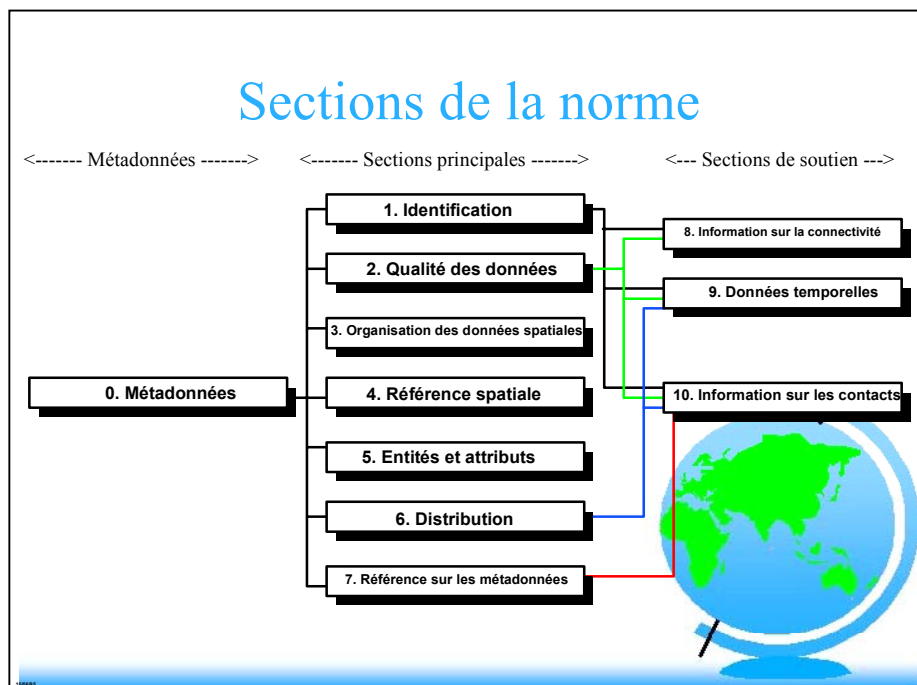 Sections de la norme
<------- Métadonnées ------->
<------- Sections principales ------->
<--- Sections de soutien --->
0. Métadonnées
1. Identification
2. Qualité des données
3. Organisation des données spatiales
4. Référence spatiale
5. Entités et attributs
6. Distribution
7. Référence sur les métadonnées
8. Information sur la connectivité
9. Données temporelles
10. Information sur les contacts